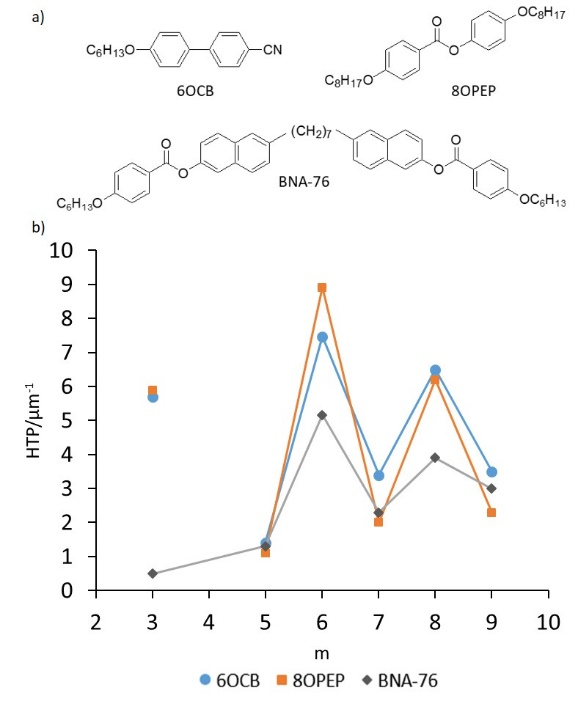 a)
C₆H₁₃O CN
6OCB
OC₈H₁₇
O
O
C₈H₁₇O
8OPEP
(CH₂)₇
O O
O O
C₆H₁₃O OC₆H₁₃
BNA-76
b)
10
9
8
7
6
5
4
3
2
1
0
HTP/μm⁻¹
2 3 4 5 6 7 8 9 10
m
6OCB 8OPEP BNA-76